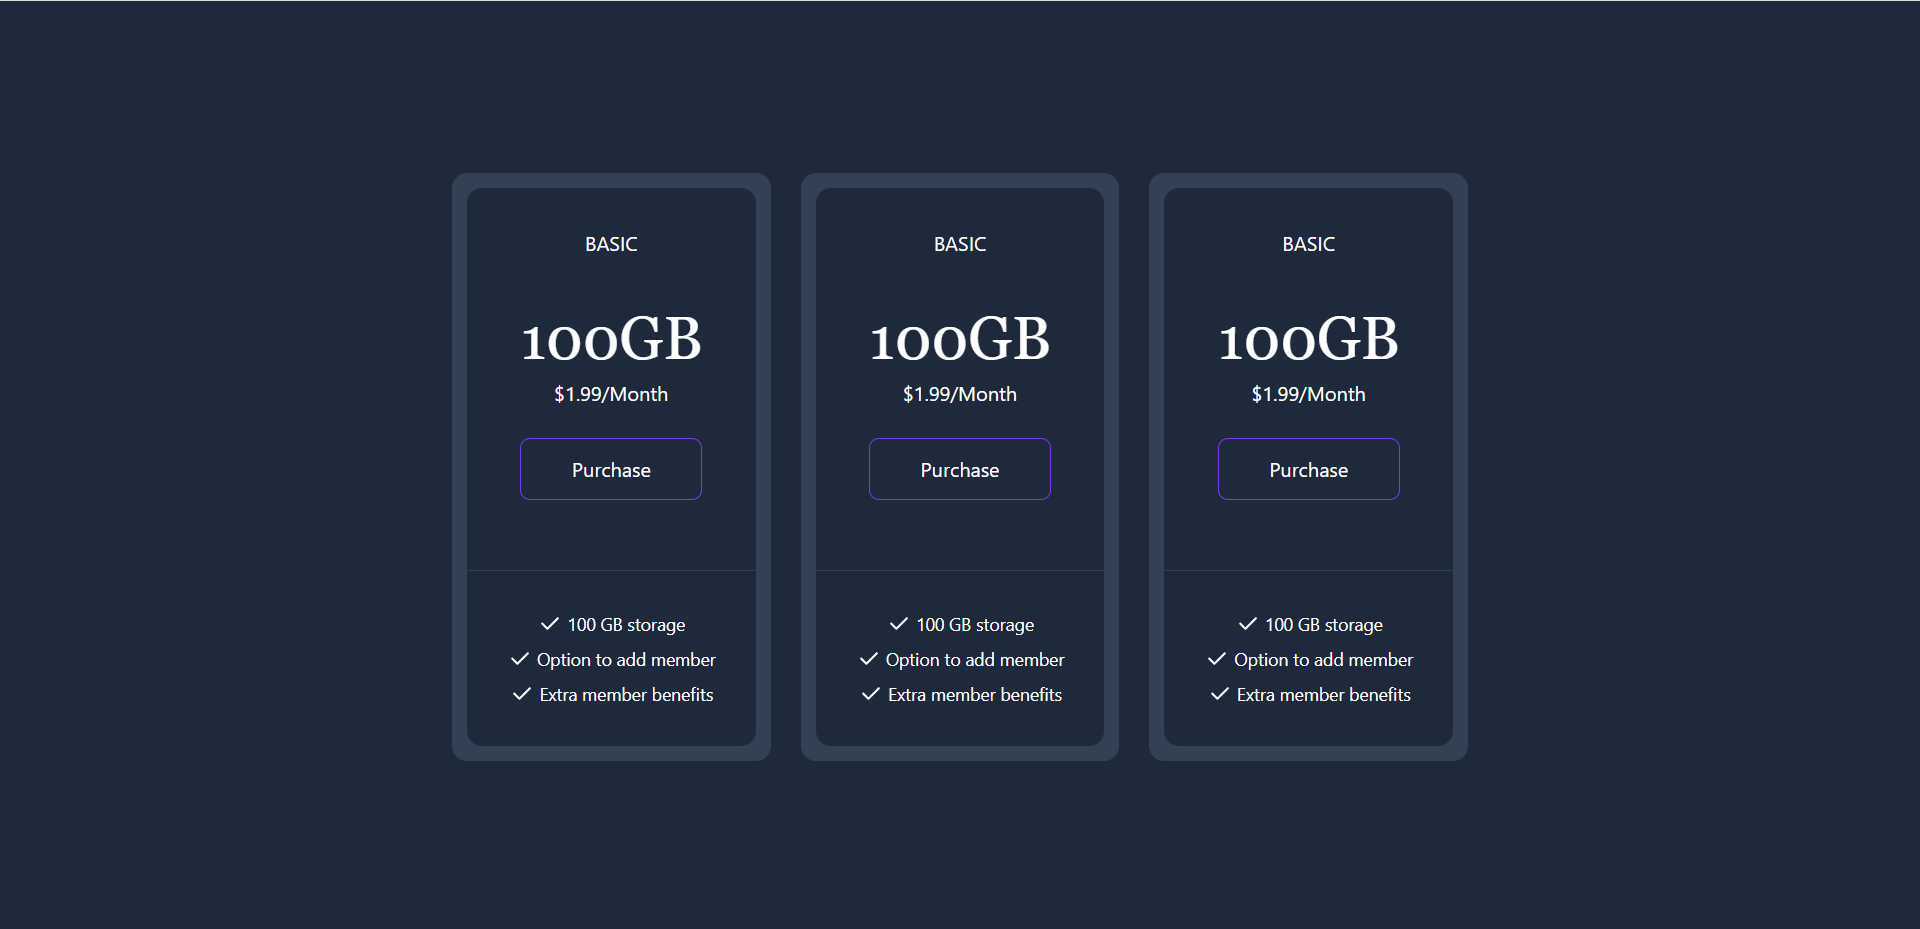 BASIC
100GB
$1.99/Month
Purchase
100 GB storage
Option to add member
Extra member benefits
BASIC
100GB
$1.99/Month
Purchase
100 GB storage
Option to add member
Extra member benefits
BASIC
100GB
$1.99/Month
Purchase
100 GB storage
Option to add member
Extra member benefits